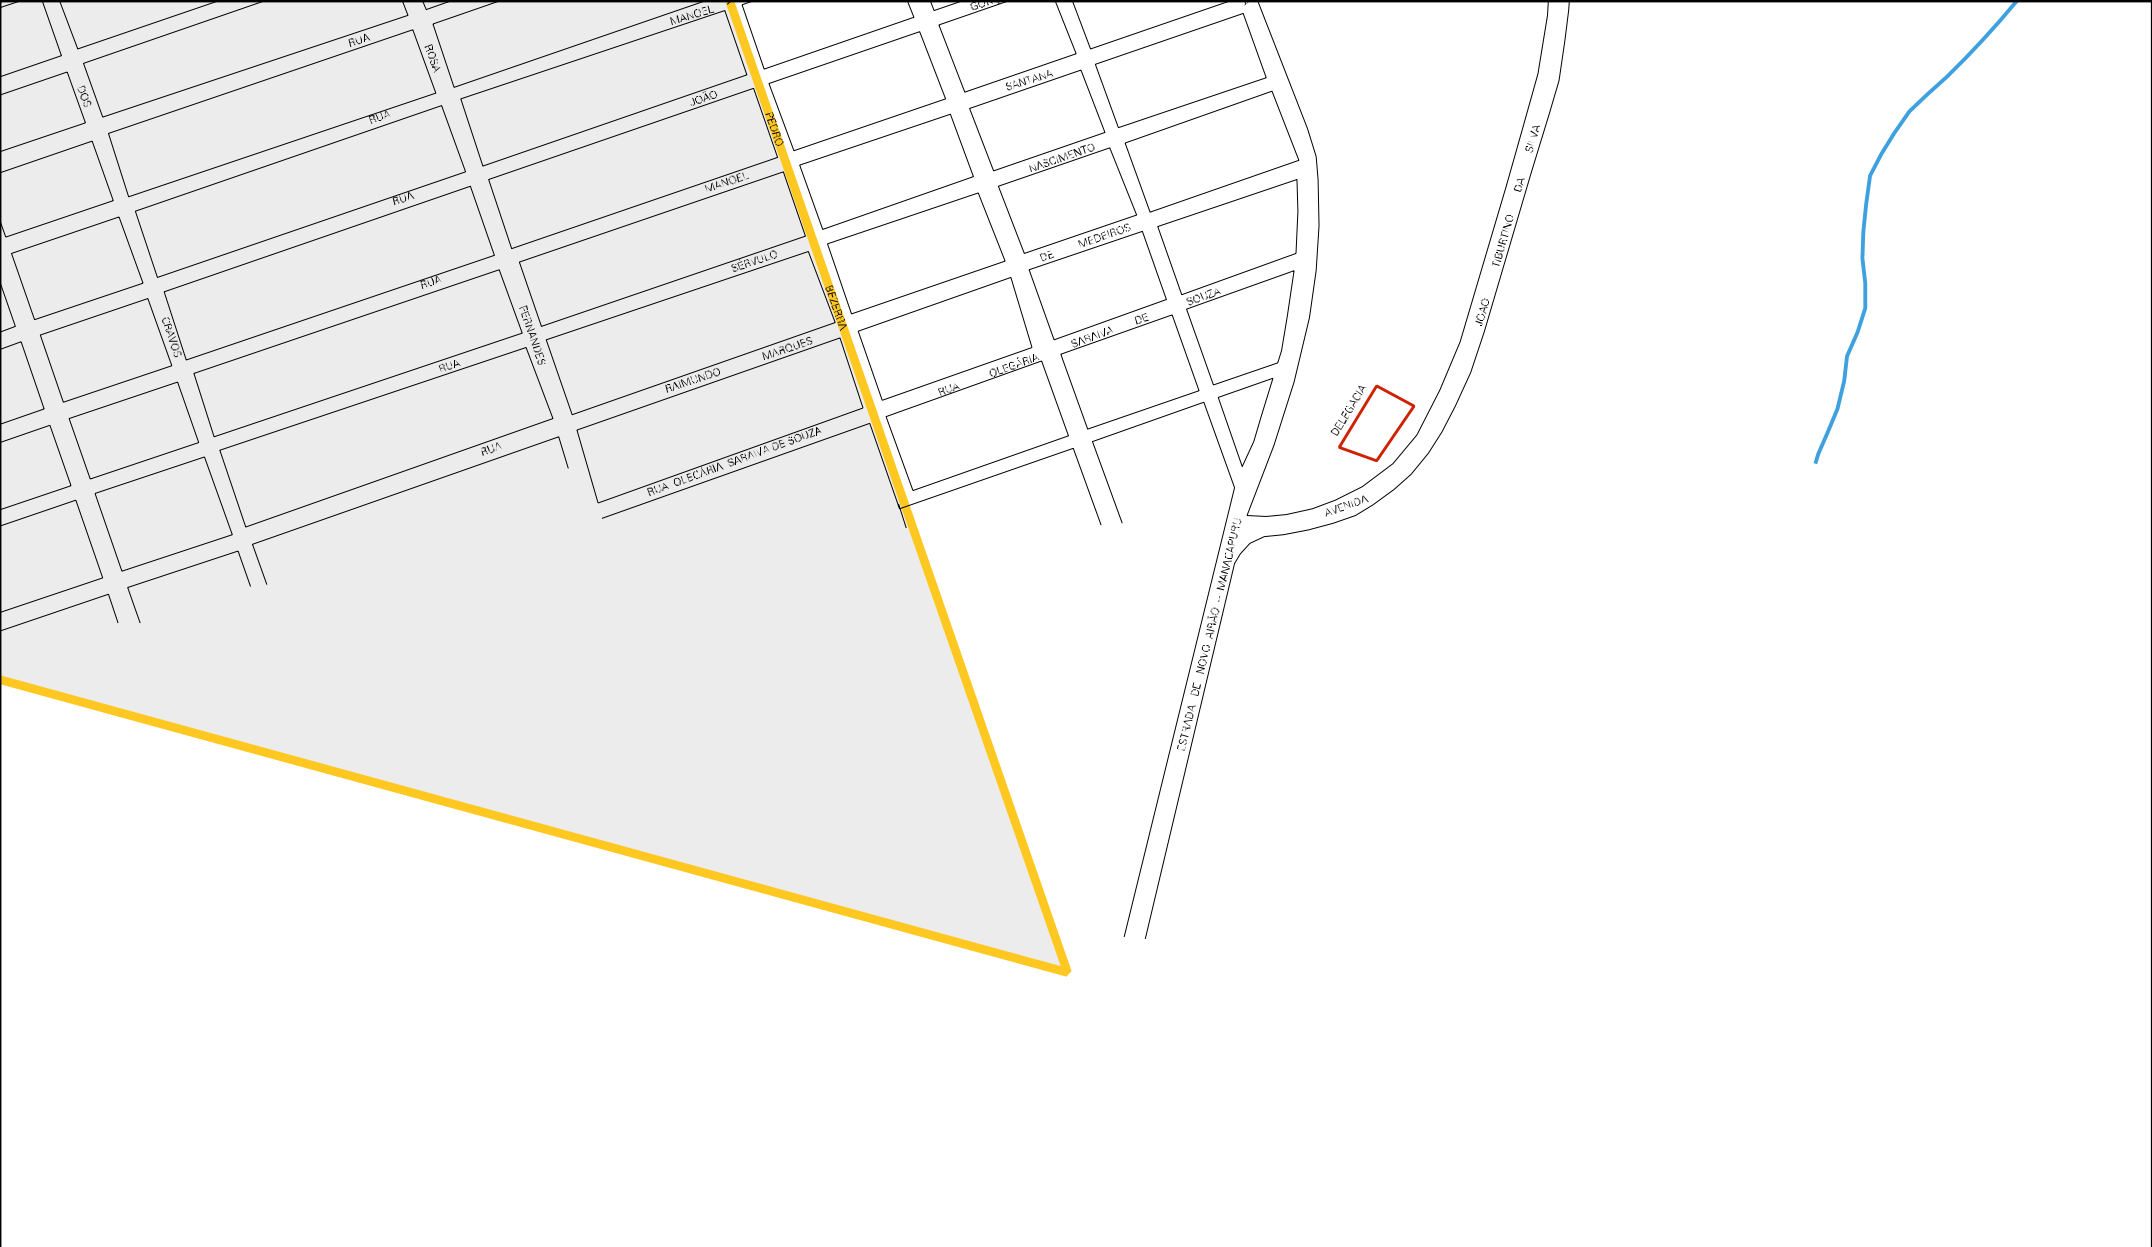 MANOEL
RUA
ROSA
DOS
SANTANA
JOÃO
RUA
PEDRO
SILVA
NASCIMENTO
MANOEL
DA
RUA
MEDEIROS
DE
TIBURTINO
SERVULO
RUA
SOUZA
BEZERRA
JOAO
DE
SARAIVA
FERNANDES
CRAVOS
MARQUES
RUA
OLEGÁRIA
RAIMUNDO
RUA
DELEGACIA
RUA OLEGÁRIA SARAIVA DE SOUZA
RUA
AVENIDA
ESTRADA DE NOVO AIRÃO -- MANACAPURU